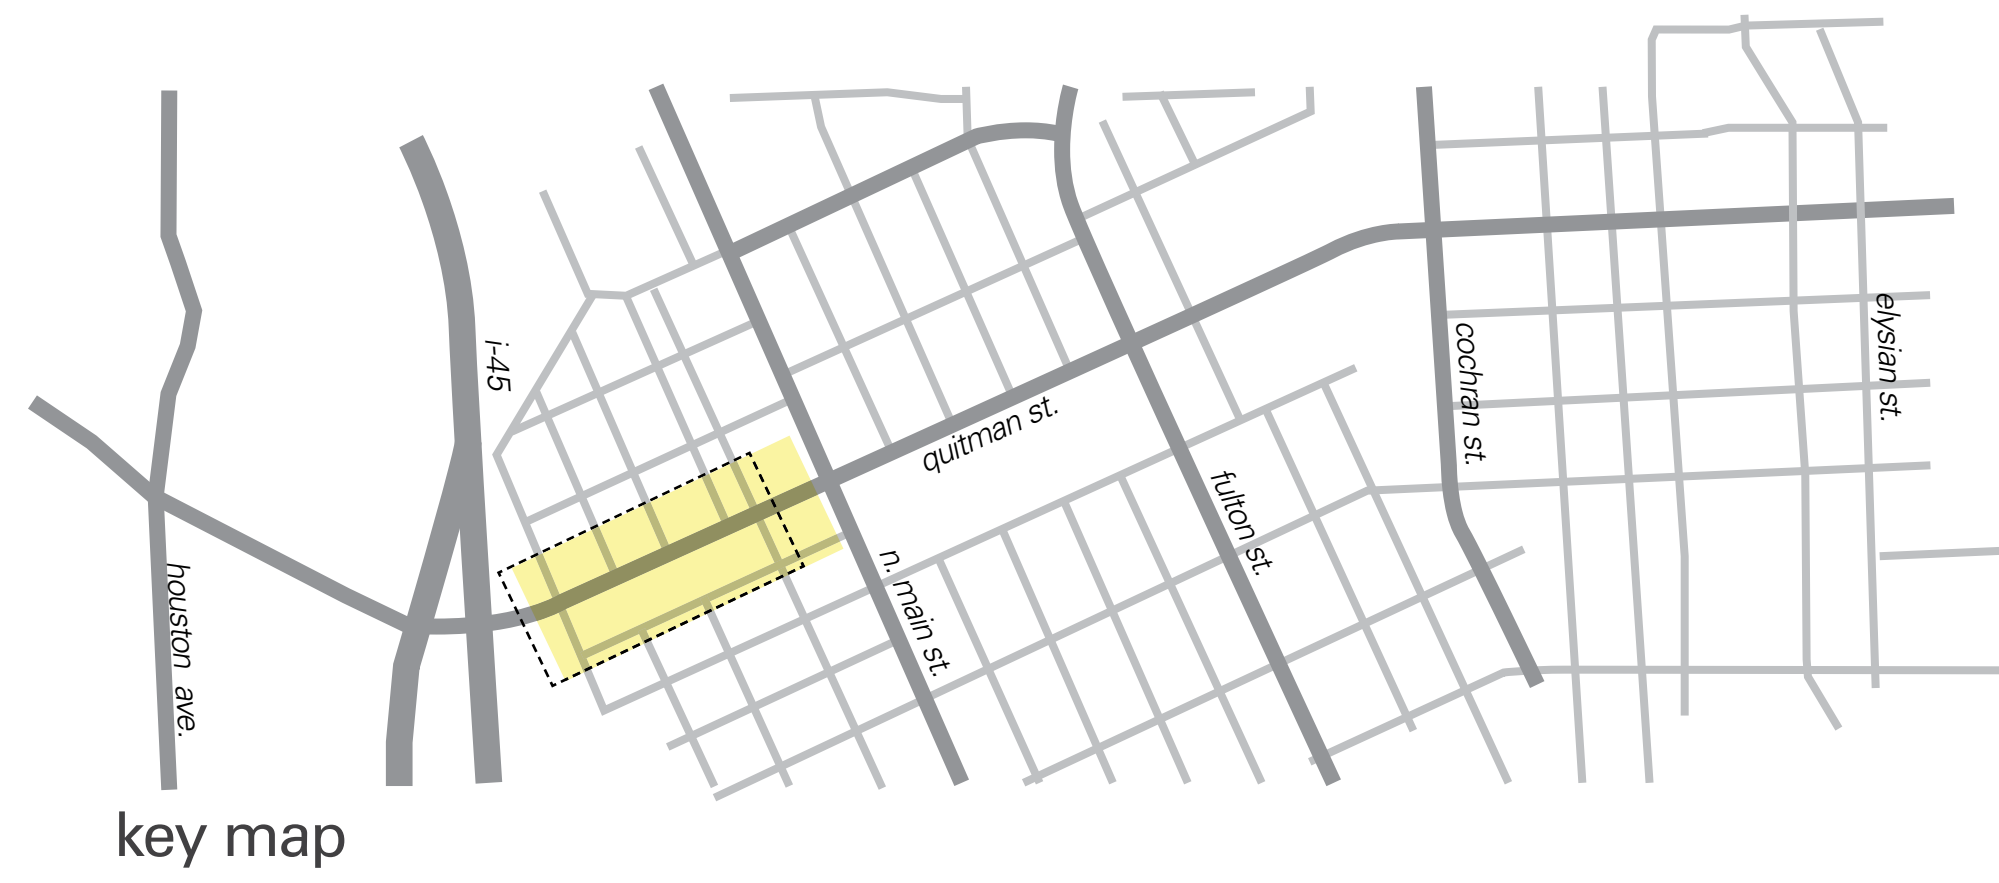 i-45
elysian st.
cochran st.
quitman st.
fulton st.
n. main st.
houston ave.
key map